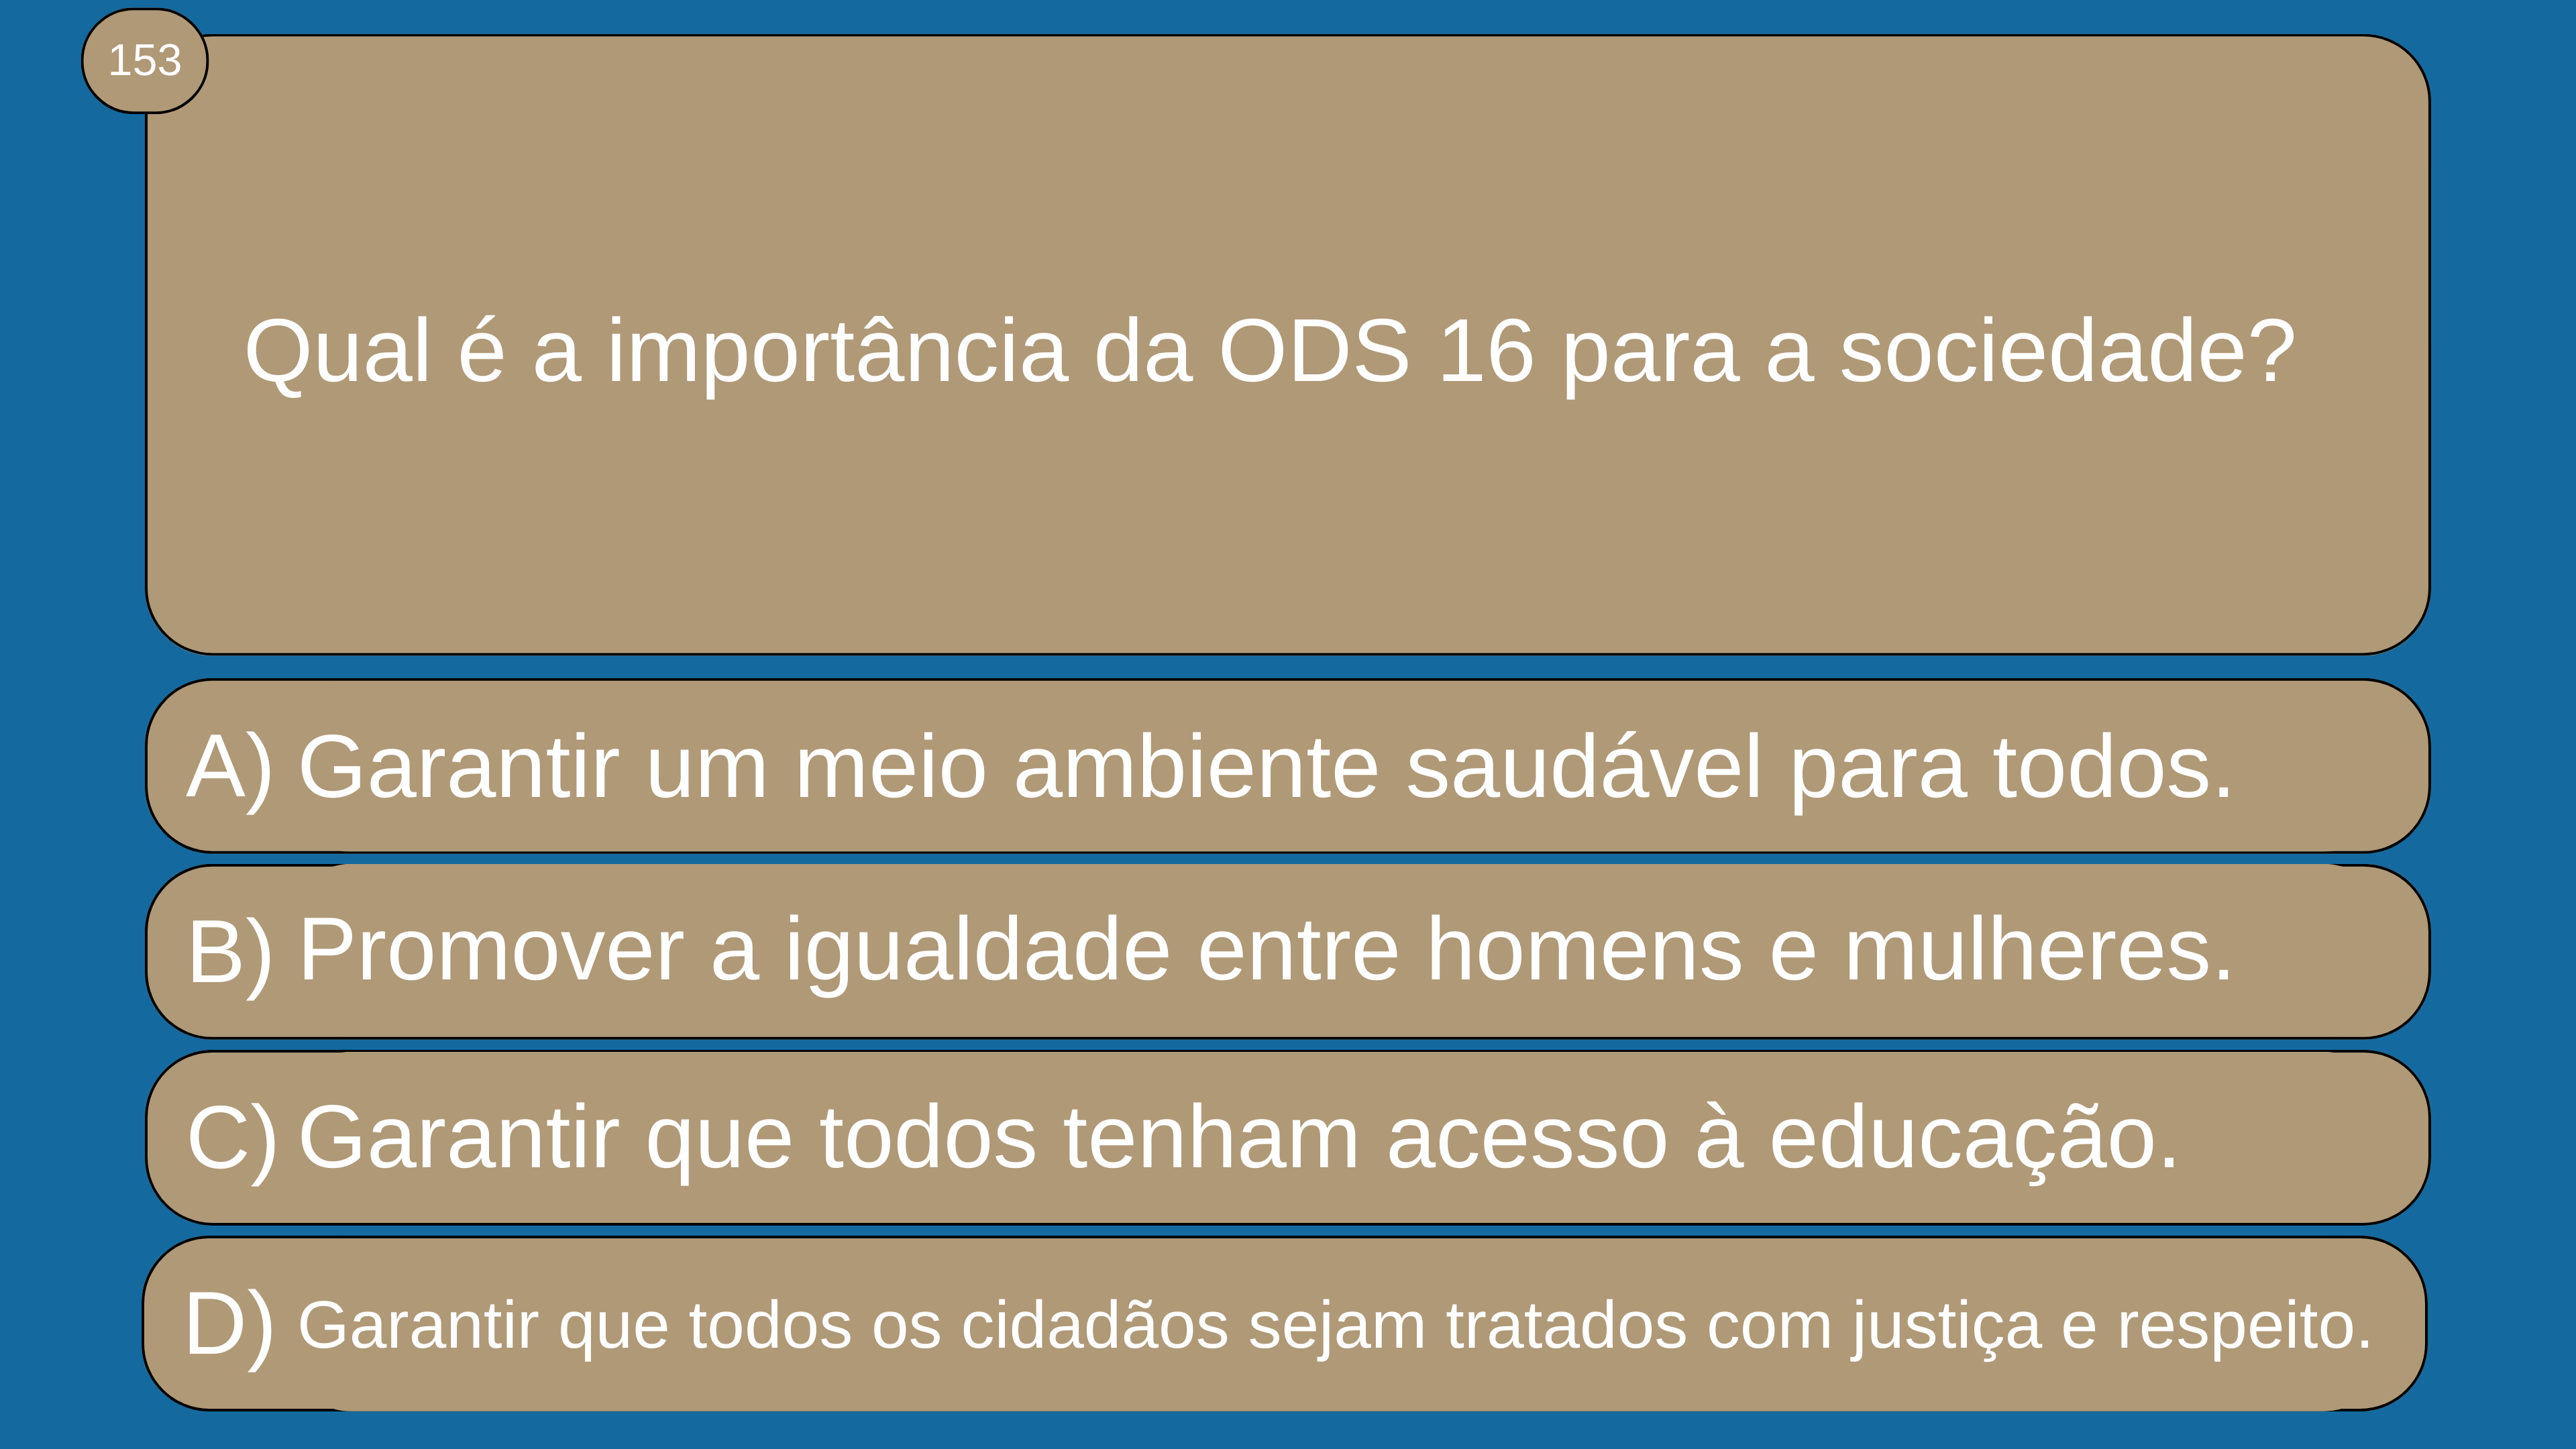 153
Qual é a importância da ODS 16 para a sociedade?
A) Garantir um meio ambiente saudável para todos.
B) Promover a igualdade entre homens e mulheres.
C) Garantir que todos tenham acesso à educação.
D) Garantir que todos os cidadãos sejam tratados com justiça e respeito.